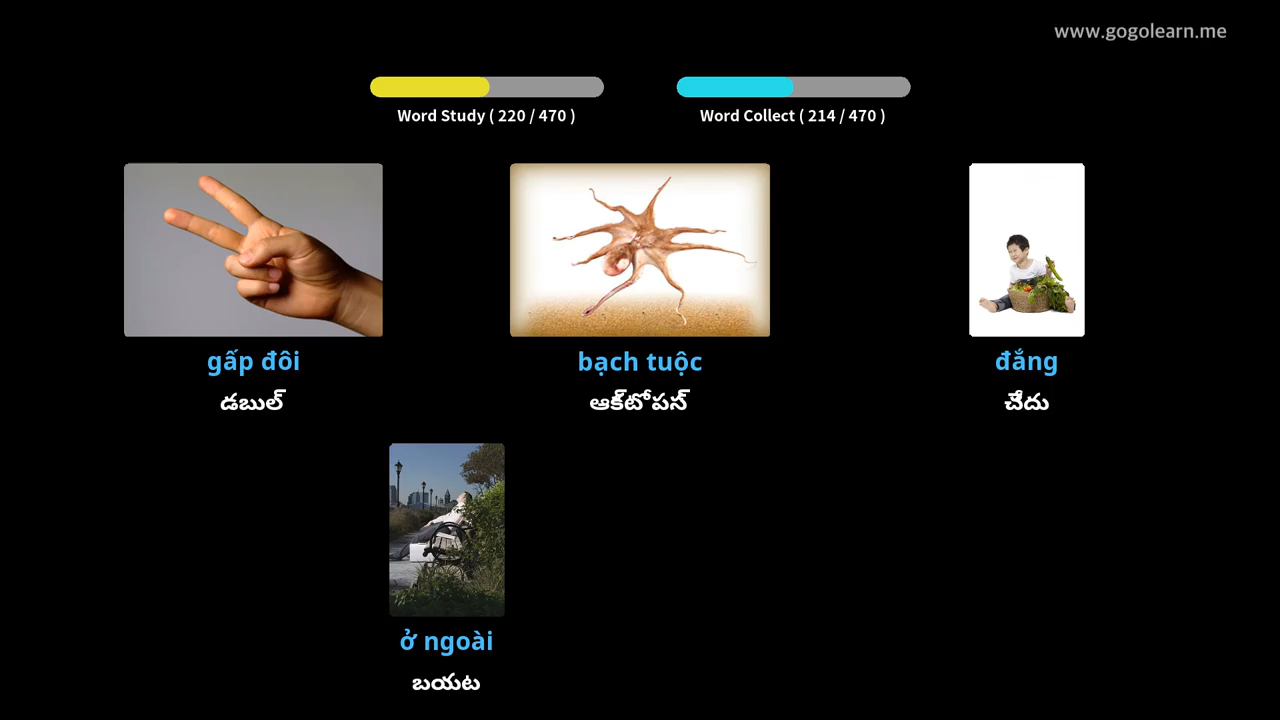 www.gogolearn.me
Word Study ( 220 / 470 )
Word Collect ( 214 / 470 )
gấp đôi
bạch tuộc
đắng
డబుల్
ఆక్టోపస్
చేదు
ở ngoài
బయట